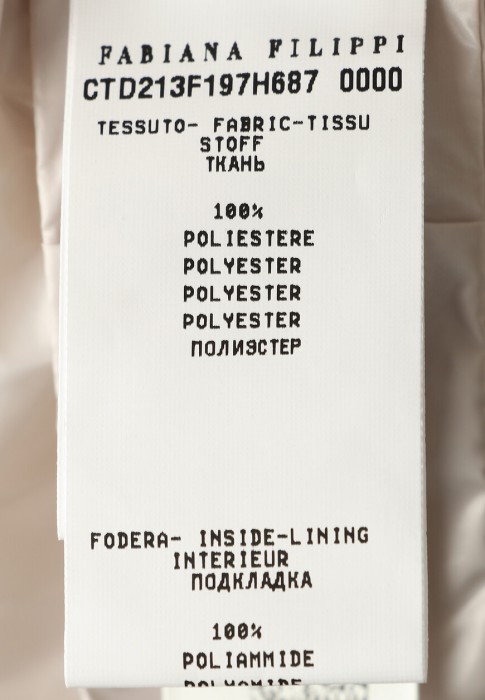 FABIANA FILIPPI
CTD213F197H687 0000
TESSUTO- FABRIC-TISSU
STOFF
ТКАНЬ
100%
POLIESTERE
POLYESTER
POLYESTER
POLYESTER
ПОЛИЭСТЕР
FODERA- INSIDE-LINING
INTERIEUR
ПОДКЛАДКА
100%
POLIAMMIDE